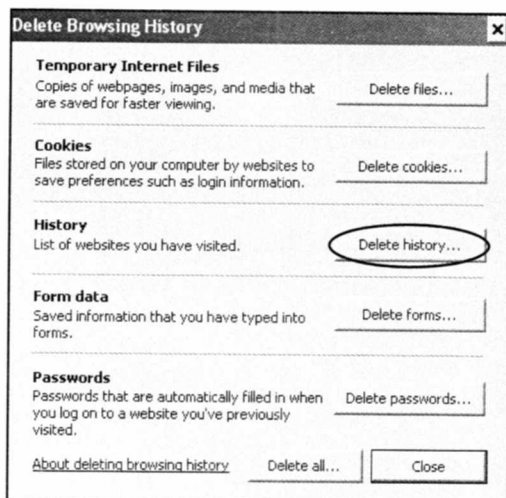 Delete Browsing History
Temporary Internet Files
Copies of webpages, images, and media that
are saved for faster viewing.
Delete files...
Cookies
Files stored on your computer by websites to
save preferences such as login information.
Delete cookies...
History
List of websites you have visited.
Delete history...
Form data
Saved information that you have typed into
forms.
Delete forms...
Passwords
Passwords that are automatically filled in when
you log on to a website you've previously
visited.
Delete passwords...
About deleting browsing history
Delete all...
Close